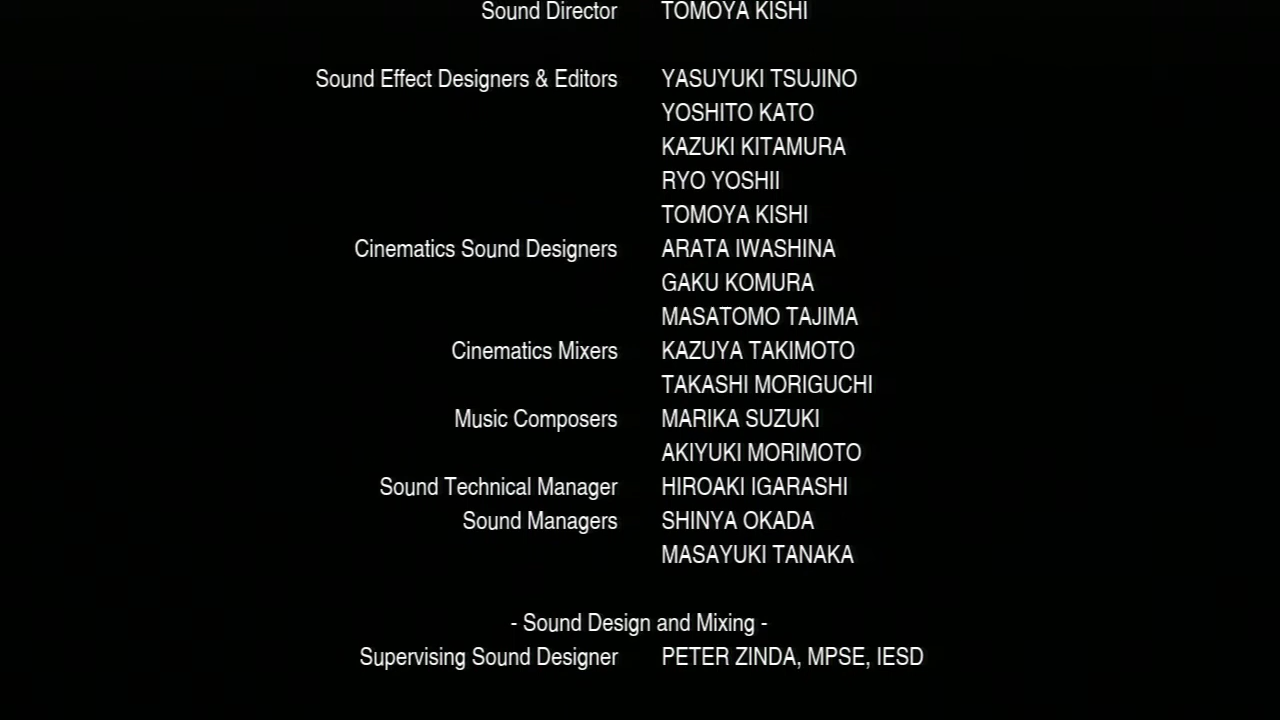 Sound Director TOMOYA KISHI
Sound Effect Designers & Editors YASUYUKI TSUJINO
YOSHITO KATO
KAZUKI KITAMURA
RYO YOSHII
TOMOYA KISHI
Cinematics Sound Designers ARATA IWASHINA
GAKU KOMURA
MASATOMO TAJIMA
Cinematics Mixers KAZUYA TAKIMOTO
TAKASHI MORIGUCHI
Music Composers MARIKA SUZUKI
AKIYUKI MORIMOTO
Sound Technical Manager HIROAKI IGARASHI
Sound Managers SHINYA OKADA
MASAYUKI TANAKA
- Sound Design and Mixing -
Supervising Sound Designer PETER ZINDA, MPSE, IESD